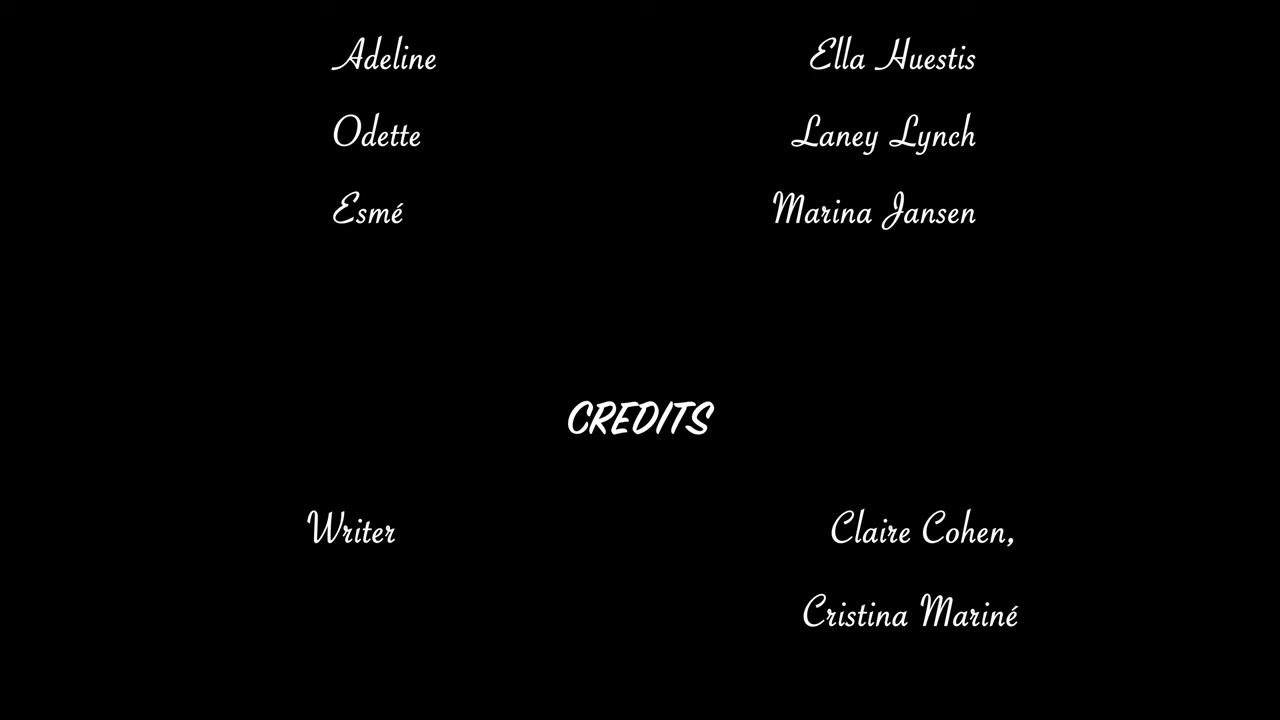 Adeline Ella Huestis
Odette Laney Lynch
Esmé Marina Jansen
CREDITS
Writer Claire Cohen,
Cristina Mariné